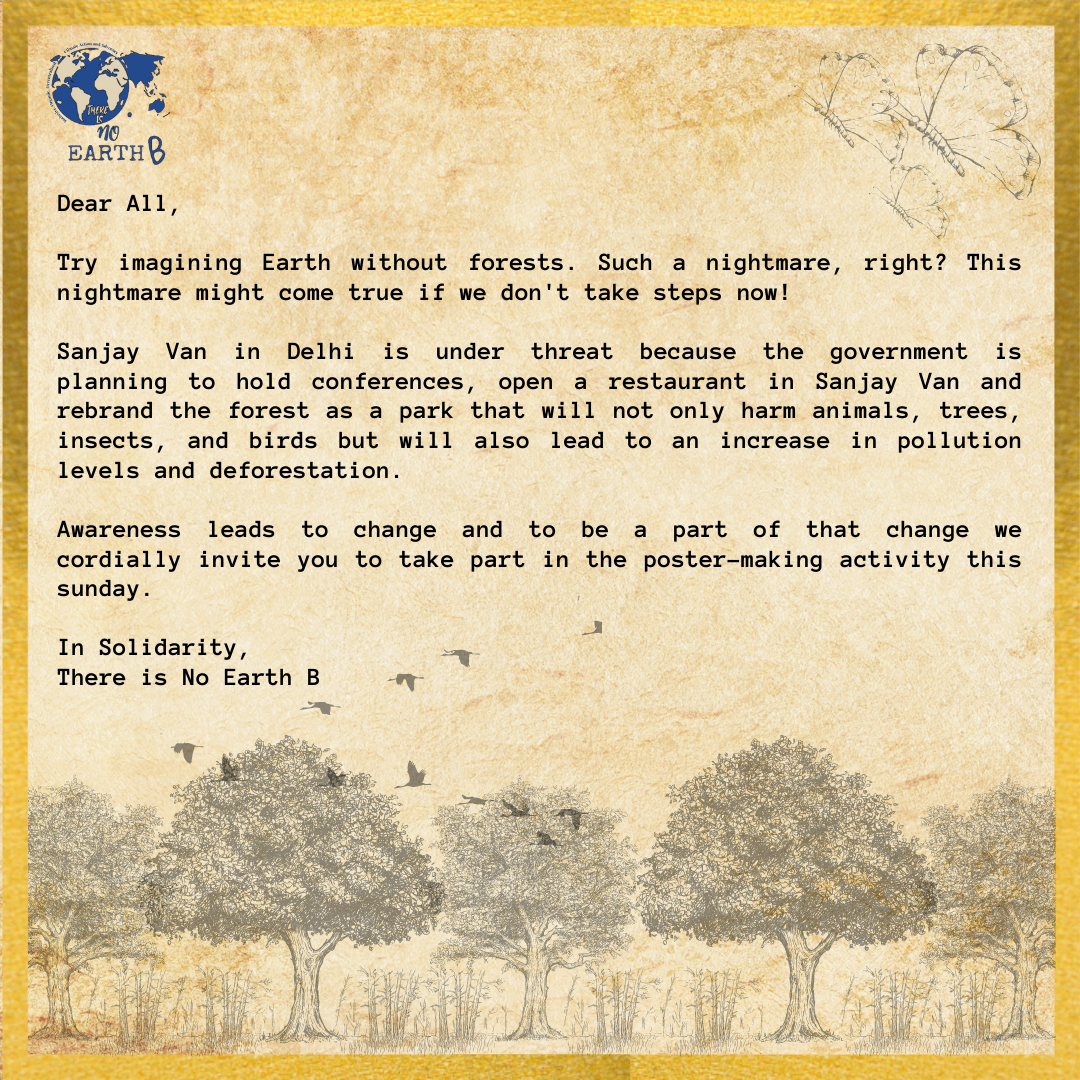 THERE
IS
NO
EARTH B
Dear All,
Try imagining Earth without forests. Such a nightmare, right? This
nightmare might come true if we don't take steps now!
Sanjay Van in Delhi is under threat because the government is
planning to hold conferences, open a restaurant in Sanjay Van and
rebrand the forest as a park that will not only harm animals, trees,
insects, and birds but will also lead to an increase in pollution
levels and deforestation.
Awareness leads to change and to be a part of that change we
cordially invite you to take part in the poster-making activity this
sunday.
In Solidarity,
There is No Earth B